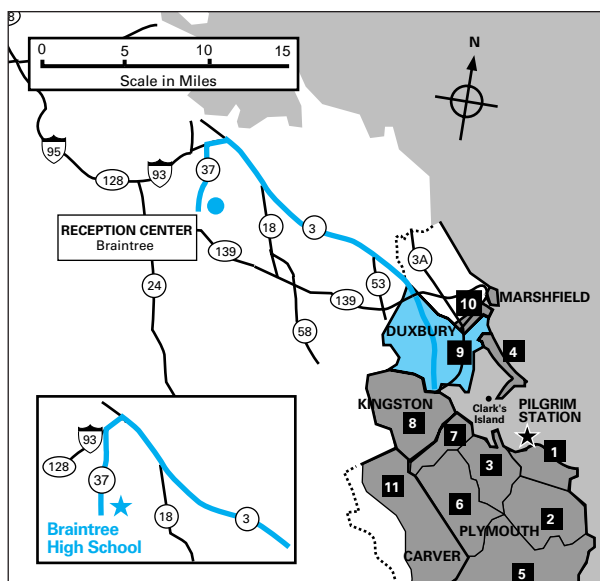 8
0 5 10 15
Scale in Miles
N
95
128
93
37
RECEPTION CENTER
Braintree
139
18
3
3A
24
53
139
58
10
MARSHFIELD
DUXBURY
9
4
KINGSTON
Clark's
Island
PILGRIM
STATION
8
7
1
3
11
6
2
PLYMOUTH
CARVER
5
93
128
37
18
3
Braintree
High School